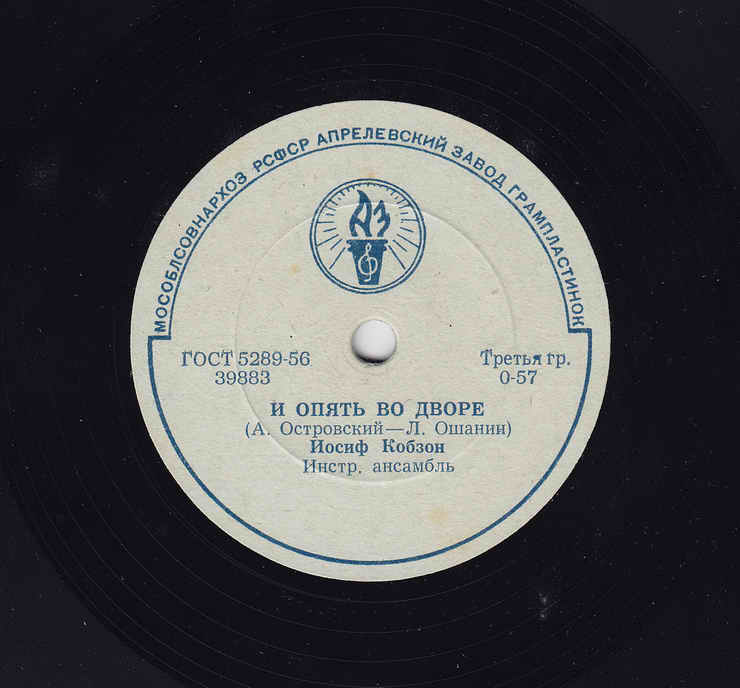 МОСОБЛСОВНАРХОЗ РСФСР АПРЕЛЕВСКИЙ ЗАВОД ГРАМПЛАСТИНОК
АЗ
ГОСТ 5289-56
39883
Третья гр.
0-57
И ОПЯТЬ ВО ДВОРЕ
(А. Островский—Л. Ошанин)
Иосиф Кобзон
Инстр. ансамбль